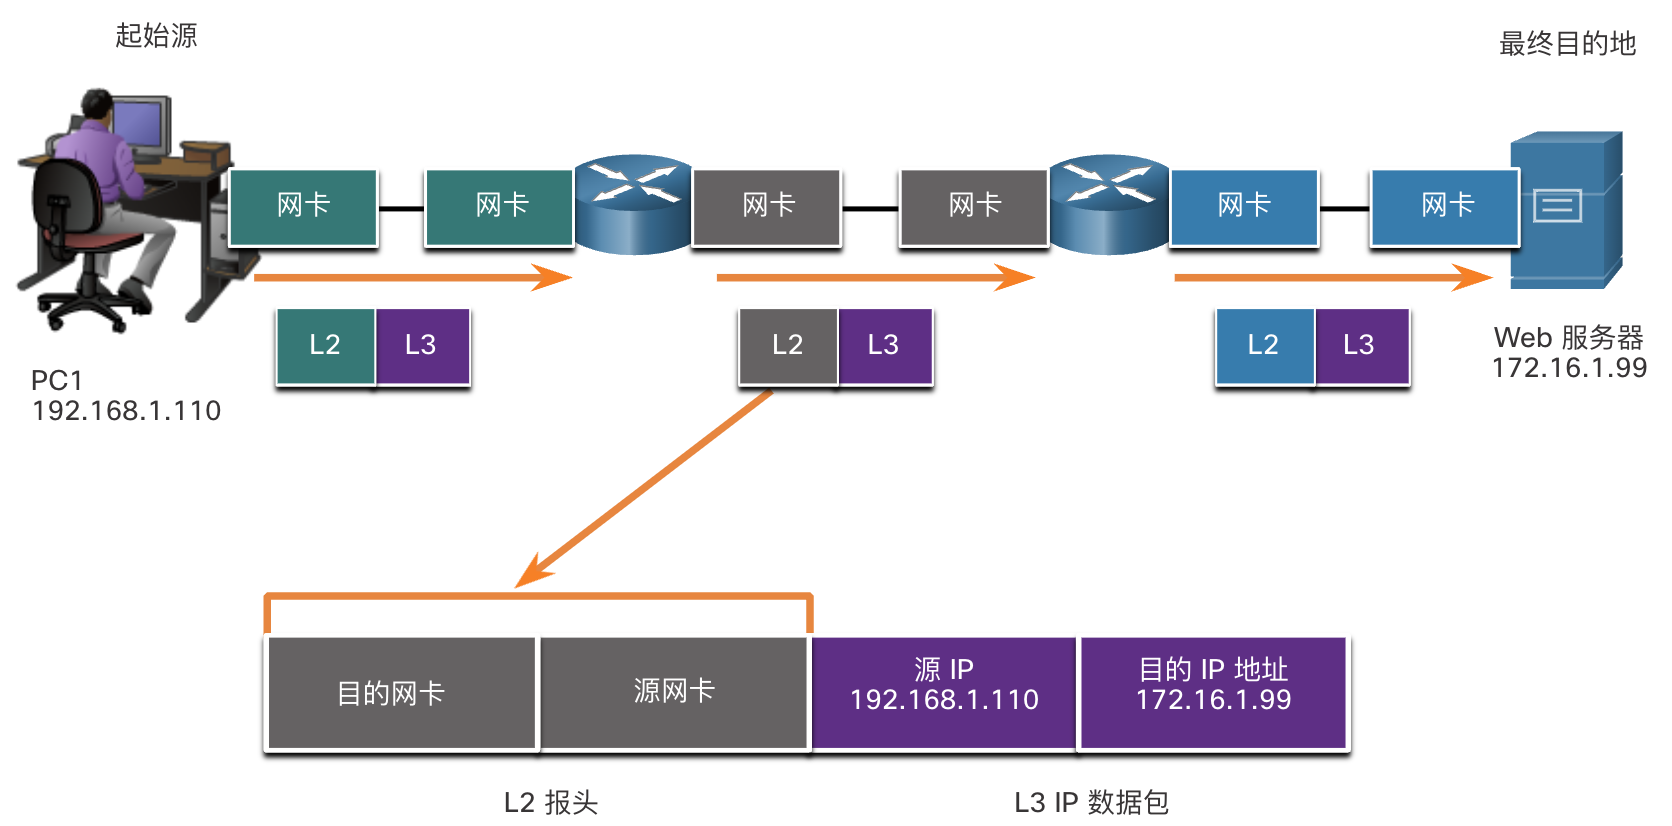 起始源
最终目的地
网卡
网卡
网卡
网卡
网卡
网卡
L2
L3
L2
L3
L2
L3
PC1
192.168.1.110
Web 服务器
172.16.1.99
目的网卡
源网卡
源 IP
192.168.1.110
目的 IP 地址
172.16.1.99
L2 报头
L3 IP 数据包